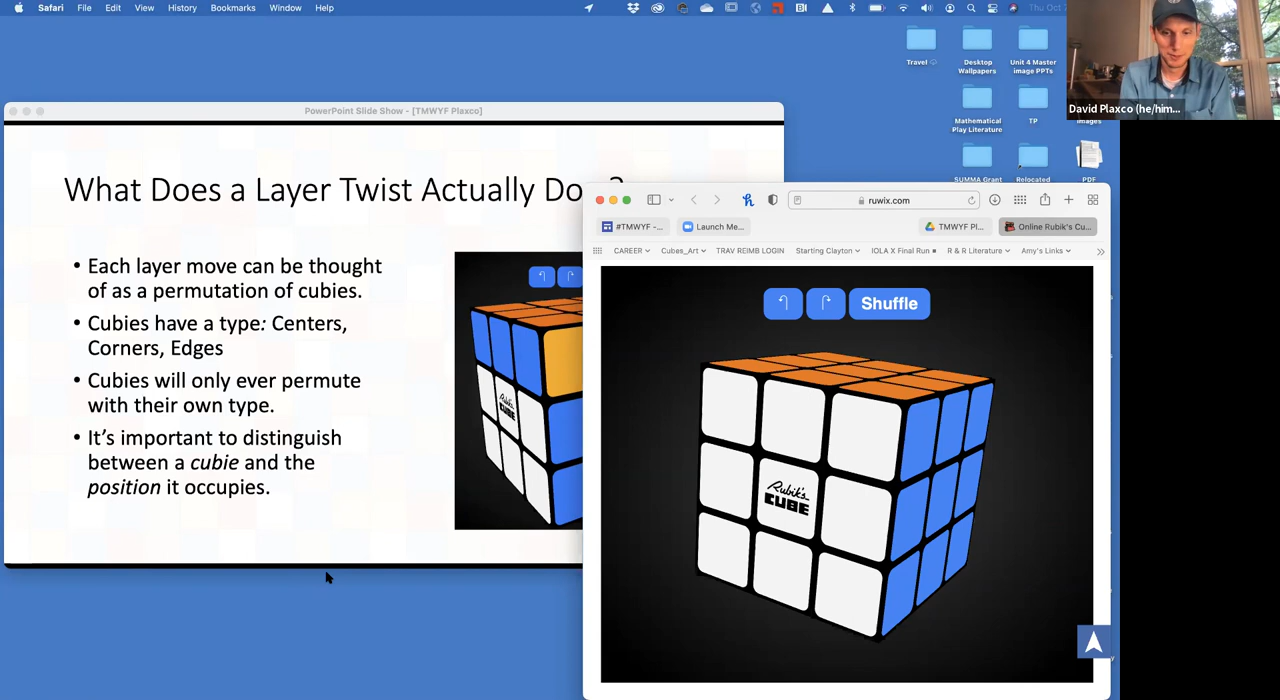 Safari File Edit View History Bookmarks Window Help
Thu Oct
Travel
Desktop
Wallpapers
Unit 4 Master
image PPTs
David Plaxco (he/him...
Mathematical
Play Literature
TP
Images
SUMMA Grant
Relocated
PDF
PowerPoint Slide Show - [TMWYF Plaxco]
What Does a Layer Twist Actually Do ?
• Each layer move can be thought
of as a permutation of cubies.
• Cubies have a type: Centers,
Corners, Edges
• Cubies will only ever permute
with their own type.
• It's important to distinguish
between a cubie and the
position it occupies.
Rubik's
CUBE
ruwix.com
#TMWYF -...
Launch Me...
TMWYF Pl...
Online Rubik's Cu...
CAREER
Cubes_Art
TRAV REIMB LOGIN
Starting Clayton
IOLA X Final Run
R & R Literature
Amy's Links
Shuffle
Rubik's
CUBE